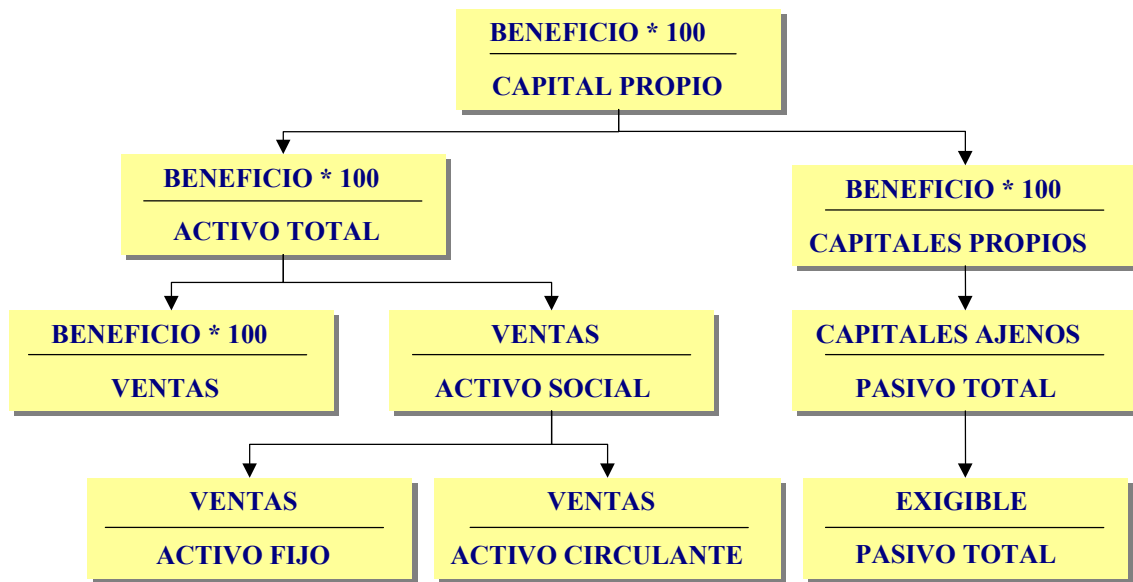 BENEFICIO * 100
CAPITAL PROPIO
BENEFICIO * 100
ACTIVO TOTAL
BENEFICIO * 100
CAPITALES PROPIOS
BENEFICIO * 100
VENTAS
VENTAS
ACTIVO SOCIAL
CAPITALES AJENOS
PASIVO TOTAL
VENTAS
ACTIVO FIJO
VENTAS
ACTIVO CIRCULANTE
EXIGIBLE
PASIVO TOTAL